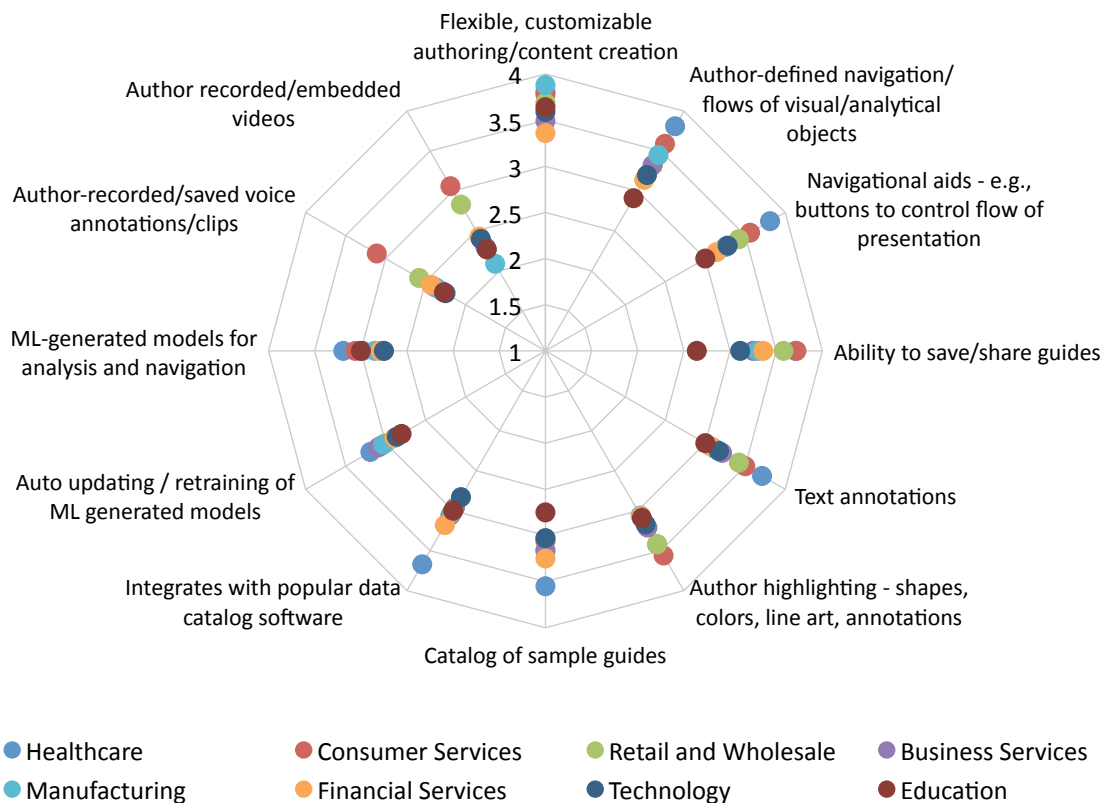 Flexible, customizable
authoring/content creation
Author-defined navigation/
flows of visual/analytical
objects
Navigational aids - e.g.,
buttons to control flow of
presentation
Ability to save/share guides
Text annotations
Author highlighting - shapes,
colors, line art, annotations
Catalog of sample guides
Integrates with popular data
catalog software
Auto updating / retraining of
ML generated models
ML-generated models for
analysis and navigation
Author-recorded/saved voice
annotations/clips
Author recorded/embedded
videos
4
3.5
3
2.5
2
1.5
1
Healthcare
Consumer Services
Retail and Wholesale
Business Services
Manufacturing
Financial Services
Technology
Education